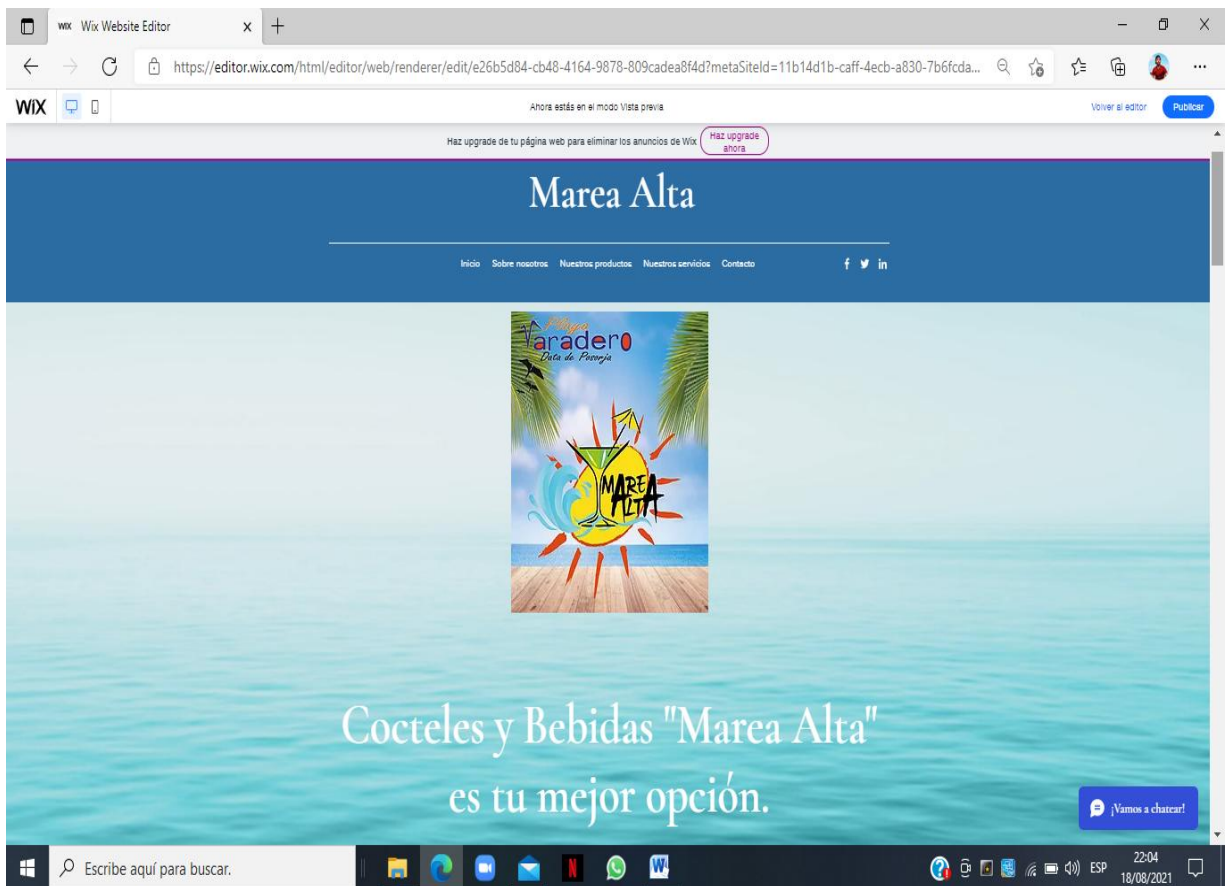 WIX Wix Website Editor
https://editor.wix.com/html/editor/web/renderer/edit/e26b5d84-cb48-4164-9878-809cadea8f4d?metaSiteId=11b14d1b-caff-4ecb-a830-7b6fcda...
WiX Ahora estás en el modo Vista previa Volver al editor Publicar
Haz upgrade de tu página web para eliminar los anuncios de Wix Haz upgrade
ahora
Marea Alta
Inicio Sobre nosotros Nuestros productos Nuestros servicios Contacto f in
Playa
Varadero
Data de Posorja
MAREA
ALTA
Cocteles y Bebidas "Marea Alta"
es tu mejor opción.
¡Vamos a chatear!
Escribe aquí para buscar. N W ESP 22:04
18/08/2021